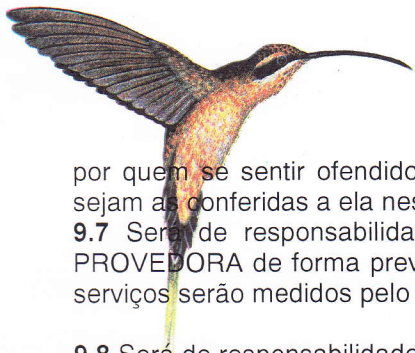 por quem se sentir ofendido
sejam as conferidas a ela nes
9.7 Será de responsabilida
PROVEDORA de forma prev
serviços serão medidos pelo
9.8 Será de responsabilidade